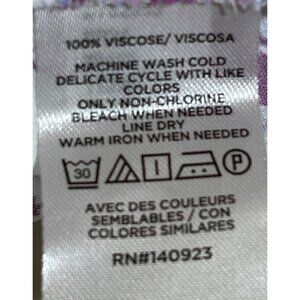 100% VISCOSE/ VISCOSA
MACHINE WASH COLD
DELICATE CYCLE WITH LIKE
COLORS
ONLY NON-CHLORINE
BLEACH WHEN NEEDED
LINE DRY
WARM IRON WHEN NEEDED
30 P
AVEC DES COULEURS
SEMBLABLES / CON
COLORES SIMILARES
RN#140923